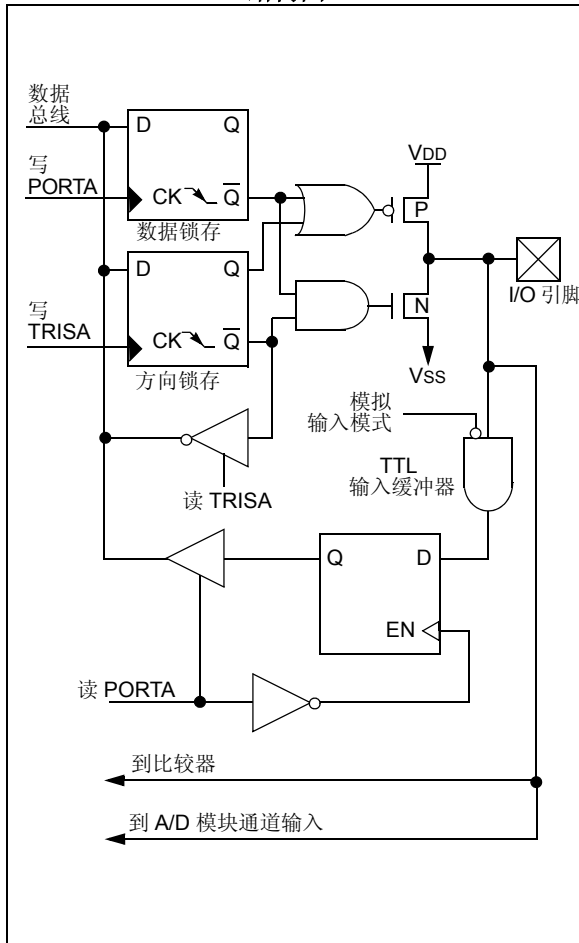 数据
总线
D
Q
写
PORTA
CK
Q
数据锁存
VDD
P
D
Q
I/O 引脚
写
TRISA
CK
Q
方向锁存
N
VSS
模拟
输入模式
TTL
输入缓冲器
读 TRISA
Q
D
EN
读 PORTA
到比较器
到 A/D 模块通道输入